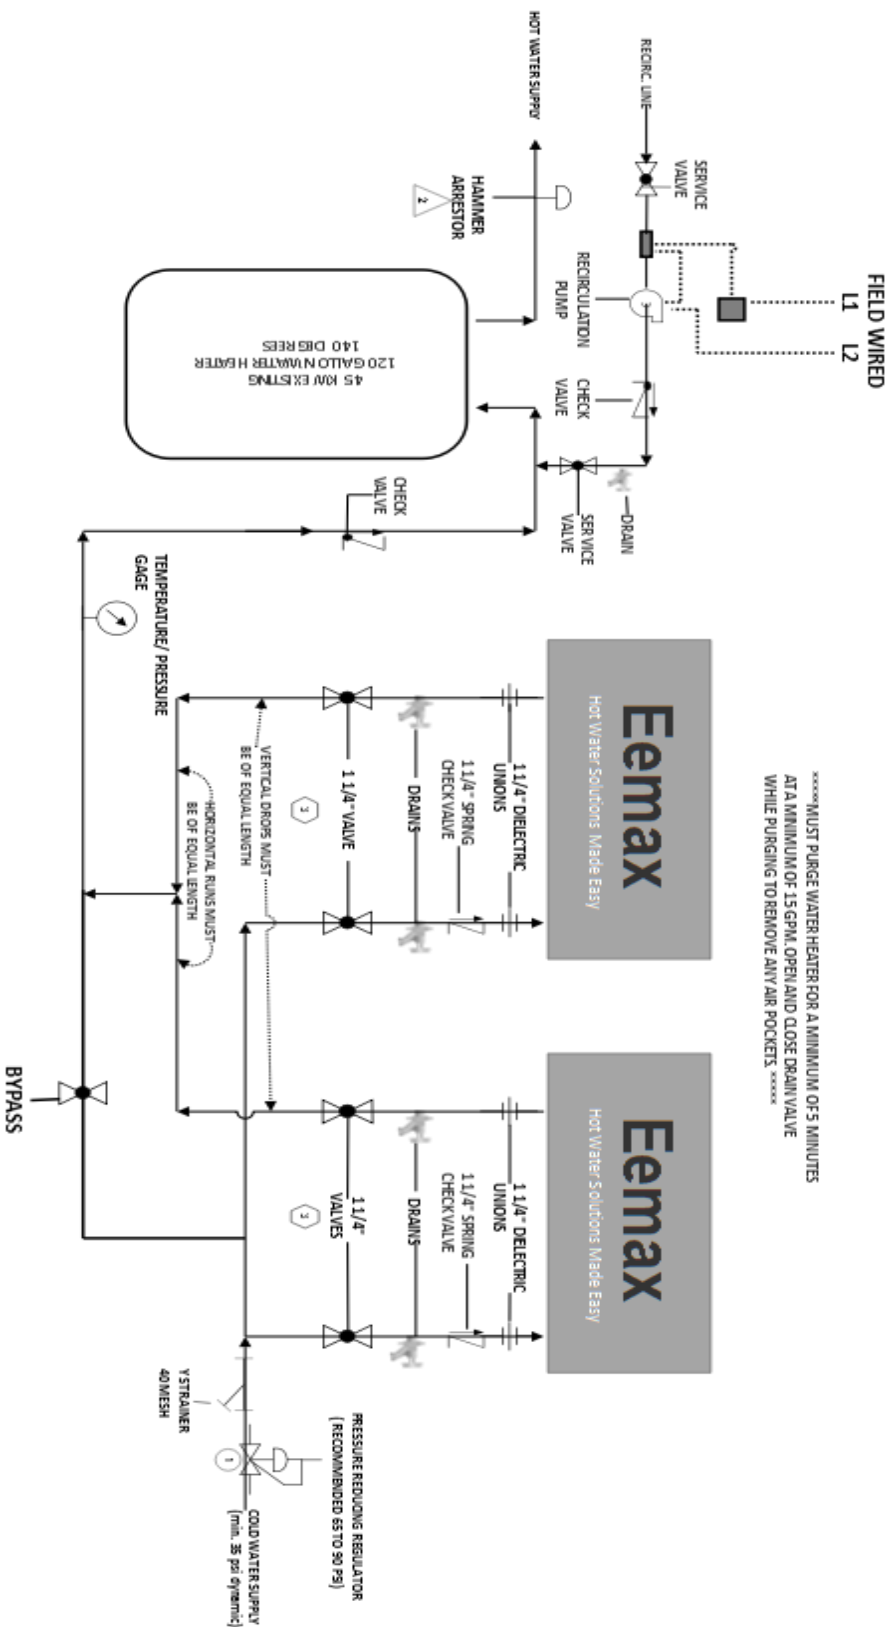 FIELD WIRED
L1
L2
RECIRC. LINE
SERVICE
VALVE
HOT WATER SUPPLY
HAMMER
ARRESTOR
2
RECIRCULATION
PUMP
CHECK
VALVE
45 KW EXISTING
120 GALLON WATER HEATER
140 DEGREES
DRAIN
SERVICE
VALVE
CHECK
VALVE
TEMPERATURE/ PRESSURE
GAGE
*****MUST PURGE WATER HEATER FOR A MINIMUM OF 5 MINUTES
AT A MINIMUM OF 1.5 GPM. OPEN AND CLOSE DRAIN VALVE
WHILE PURGING TO REMOVE ANY AIR POCKETS. *****
Eemax
Hot Water Solutions Made Easy
1 1/4" DIELECTRIC
UNIONS
1 1/4" SPRING
CHECK VALVE
DRAINS
1 1/4" VALVE
3
VERTICAL DROPS MUST
BE OF EQUAL LENGTH
HORIZONTAL RUNS MUST
BE OF EQUAL LENGTH
Eemax
Hot Water Solutions Made Easy
1 1/4" DIELECTRIC
UNIONS
1 1/4" SPRING
CHECK VALVE
DRAINS
1 1/4"
VALVES
3
BYPASS
Y STRAINER
40 MESH
PRESSURE REDUCING REGULATOR
( RECOMMENDED 65 TO 90 PSI)
1
COLD WATER SUPPLY
(min. 35 psi dynamic)